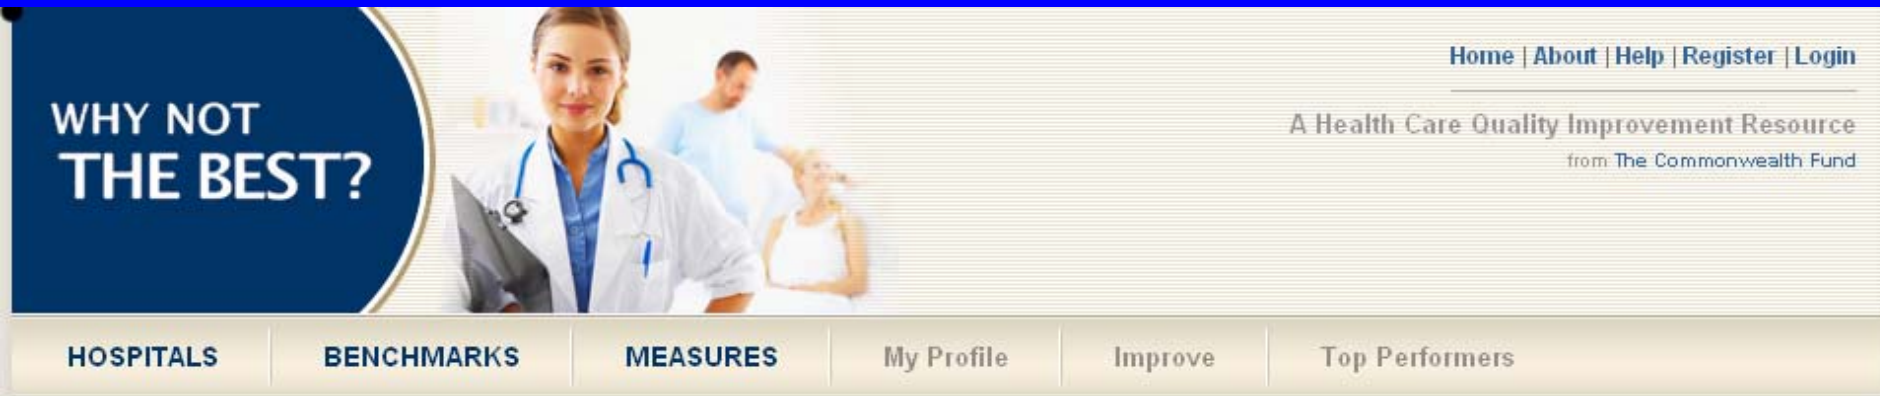 WHY NOT
THE BEST?
Home | About | Help | Register | Login
A Health Care Quality Improvement Resource
from The Commonwealth Fund
HOSPITALS BENCHMARKS MEASURES My Profile Improve Top Performers